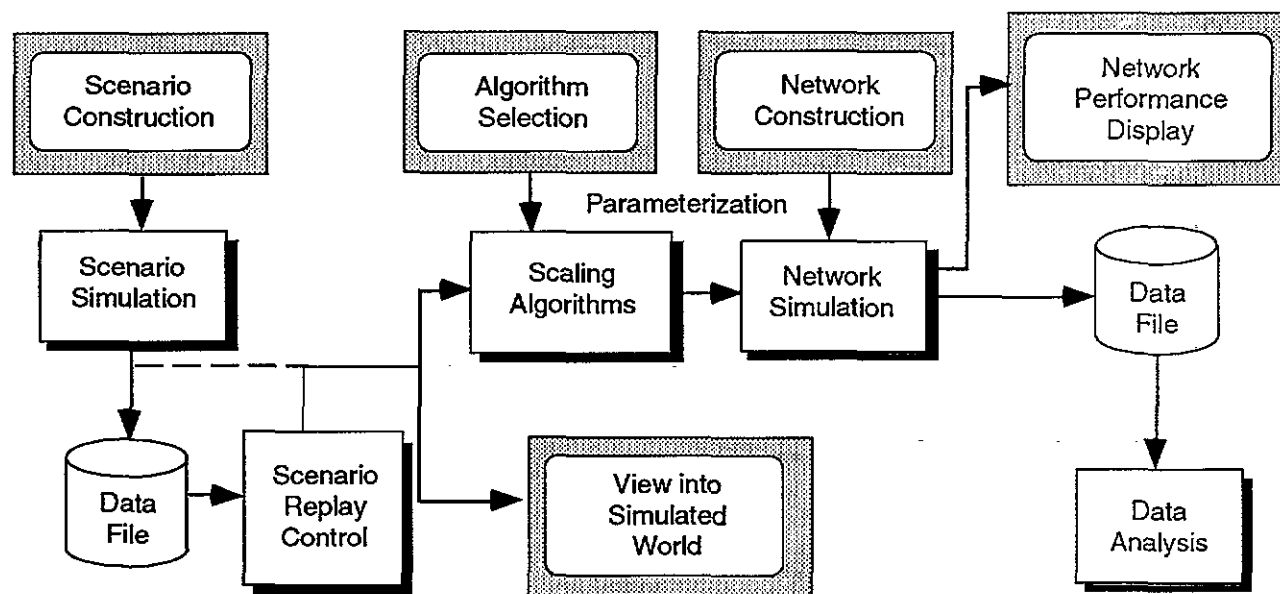 Scenario
Construction
Algorithm
Selection
Network
Construction
Network
Performance
Display
Parameterization
Scenario
Simulation
Scaling
Algorithms
Network
Simulation
Data
File
Data
File
Scenario
Replay
Control
View into
Simulated
World
Data
Analysis